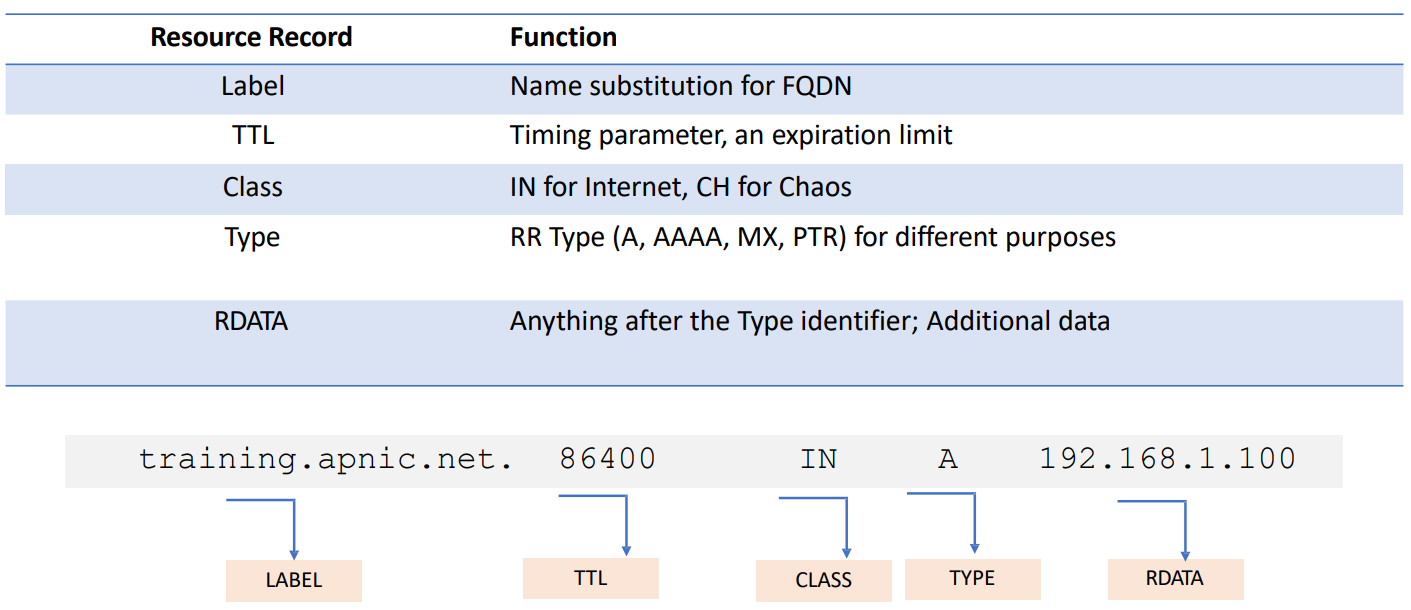 Resource Record Function
Label Name substitution for FQDN
TTL Timing parameter, an expiration limit
Class IN for Internet, CH for Chaos
Type RR Type (A, AAAA, MX, PTR) for different purposes
RDATA Anything after the Type identifier; Additional data
training.apnic.net. 86400 IN A 192.168.1.100
LABEL TTL CLASS TYPE RDATA